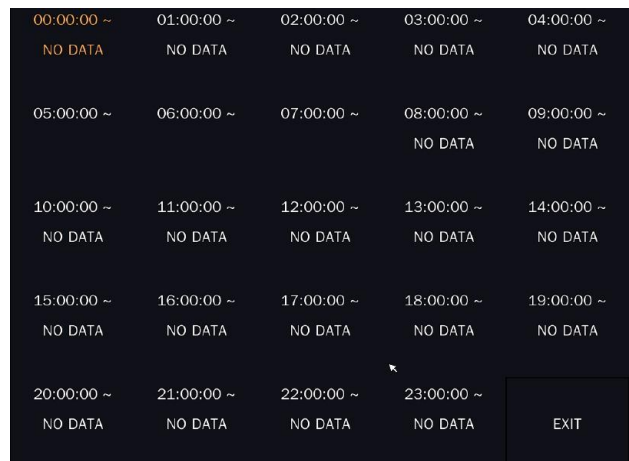 00:00:00 ~ 01:00:00 ~ 02:00:00 ~ 03:00:00 ~ 04:00:00 ~
NO DATA NO DATA NO DATA NO DATA NO DATA
05:00:00 ~ 06:00:00 ~ 07:00:00 ~ 08:00:00 ~ 09:00:00 ~
NO DATA NO DATA
10:00:00 ~ 11:00:00 ~ 12:00:00 ~ 13:00:00 ~ 14:00:00 ~
NO DATA NO DATA NO DATA NO DATA NO DATA
15:00:00 ~ 16:00:00 ~ 17:00:00 ~ 18:00:00 ~ 19:00:00 ~
NO DATA NO DATA NO DATA NO DATA NO DATA
20:00:00 ~ 21:00:00 ~ 22:00:00 ~ 23:00:00 ~
NO DATA NO DATA NO DATA NO DATA EXIT